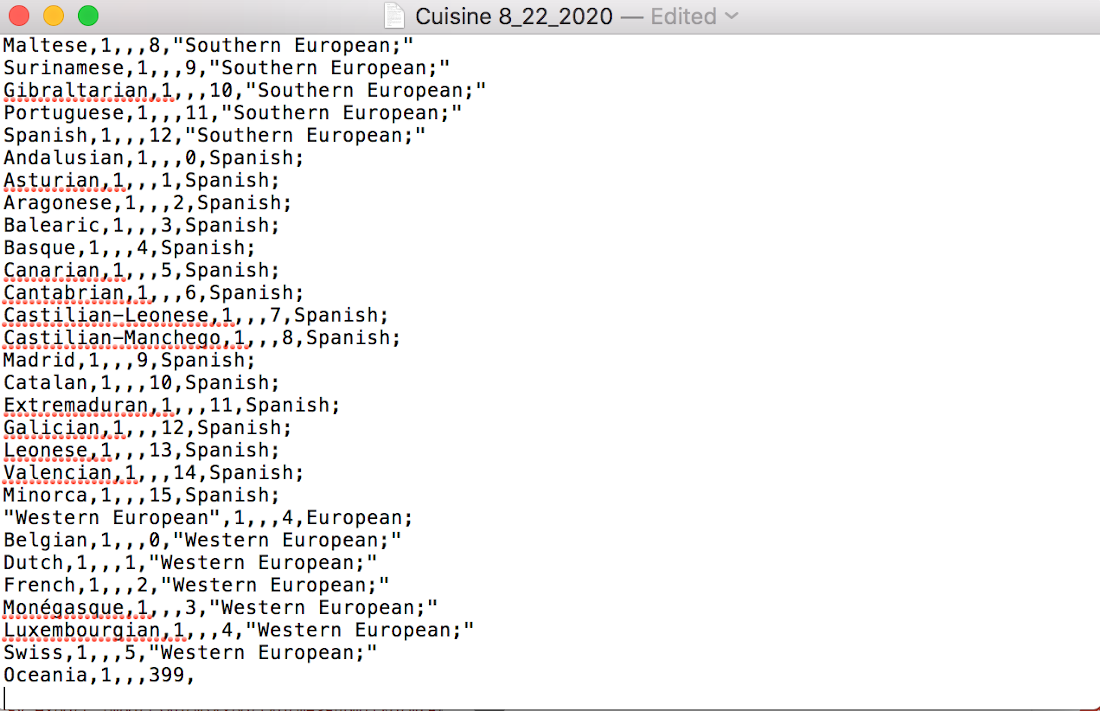 Cuisine 8_22_2020 — Edited
Maltese,1,,,8,"Southern European;"
Surinamese,1,,,9,"Southern European;"
Gibraltarian,1,,,10,"Southern European;"
Portuguese,1,,,11,"Southern European;"
Spanish,1,,,12,"Southern European;"
Andalusian,1,,,0,Spanish;
Asturian,1,,,1,Spanish;
Aragonese,1,,,2,Spanish;
Balearic,1,,,3,Spanish;
Basque,1,,,4,Spanish;
Canarian,1,,,5,Spanish;
Cantabrian,1,,,6,Spanish;
Castilian-Leonese,1,,,7,Spanish;
Castilian-Manchego,1,,,8,Spanish;
Madrid,1,,,9,Spanish;
Catalan,1,,,10,Spanish;
Extremaduran,1,,,11,Spanish;
Galician,1,,,12,Spanish;
Leonese,1,,,13,Spanish;
Valencian,1,,,14,Spanish;
Minorca,1,,,15,Spanish;
"Western European",1,,,4,European;
Belgian,1,,,0,"Western European;"
Dutch,1,,,1,"Western European;"
French,1,,,2,"Western European;"
Monégasque,1,,,3,"Western European;"
Luxembourgian,1,,,4,"Western European;"
Swiss,1,,,5,"Western European;"
Oceania,1,,,399,